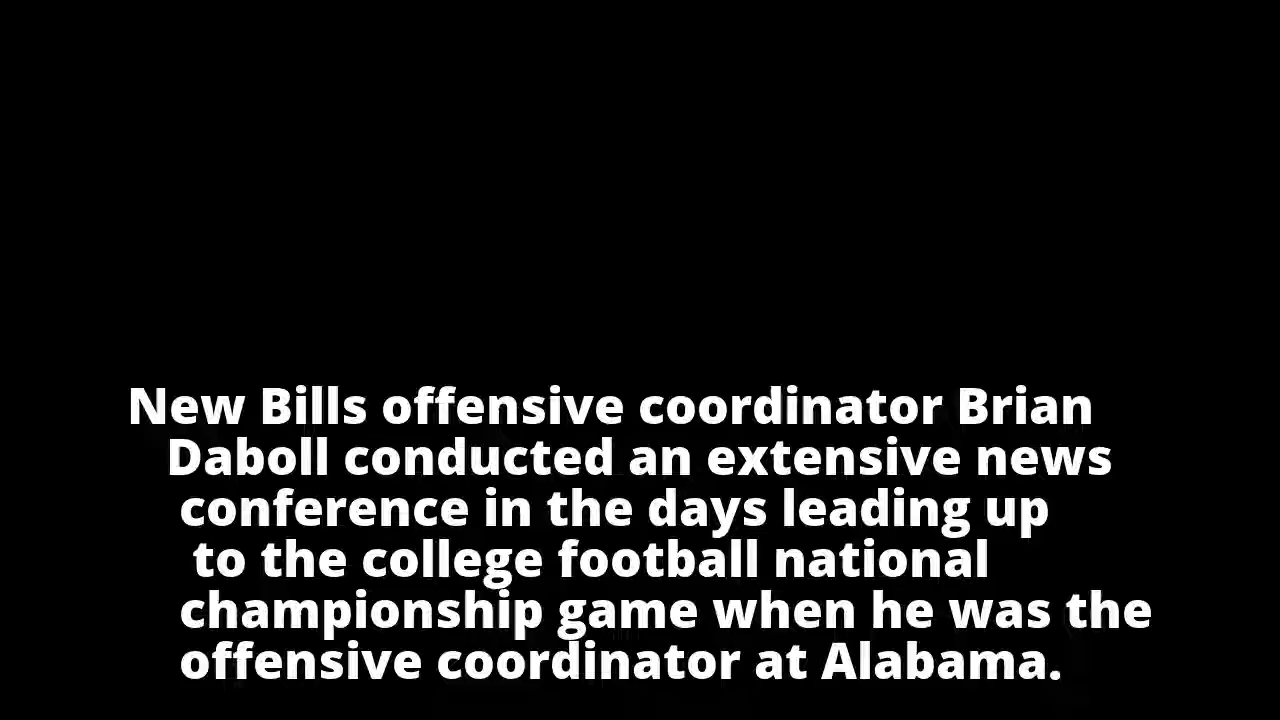 New Bills offensive coordinator Brian
Daboll conducted an extensive news
conference in the days leading up
to the college football national
championship game when he was the
offensive coordinator at Alabama.